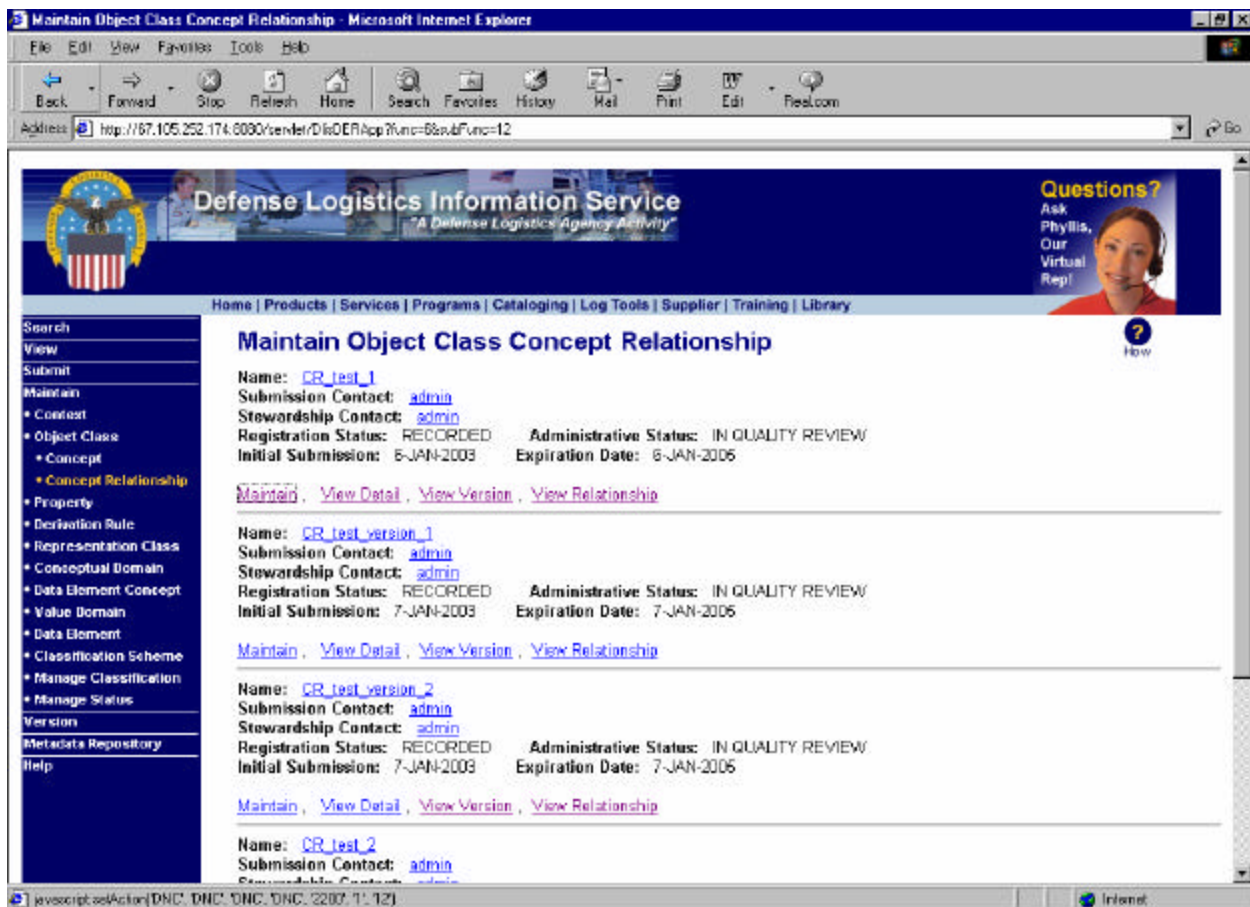 Maintain Object Class Concept Relationship - Microsoft Internet Explorer
File Edit View Favorites Tools Help
Back Forward Stop Refresh Home Search Favorites History Mail Print Edit Real.com
Address http://67.105.252.174:8080/servlet/DlisDERApp?func=6&subFunc=12 Go
Defense Logistics Information Service
"A Defense Logistics Agency Activity"
Questions?
Ask
Phyllis,
Our
Virtual
Rep!
Home | Products | Services | Programs | Cataloging | Log Tools | Supplier | Training | Library
Search
View
Submit
Maintain
• Context
• Object Class
• Concept
• Concept Relationship
• Property
• Derivation Rule
• Representation Class
• Conceptual Domain
• Data Element Concept
• Value Domain
• Data Element
• Classification Scheme
• Manage Classification
• Manage Status
Version
Metadata Repository
Help
Maintain Object Class Concept Relationship
?
How
Name: CR_test_1
Submission Contact: admin
Stewardship Contact: admin
Registration Status: RECORDED Administrative Status: IN QUALITY REVIEW
Initial Submission: 6-JAN-2003 Expiration Date: 6-JAN-2006
Maintain , View Detail , View Version , View Relationship
Name: CR_test_version_1
Submission Contact: admin
Stewardship Contact: admin
Registration Status: RECORDED Administrative Status: IN QUALITY REVIEW
Initial Submission: 7-JAN-2003 Expiration Date: 7-JAN-2006
Maintain , View Detail , View Version , View Relationship
Name: CR_test_version_2
Submission Contact: admin
Stewardship Contact: admin
Registration Status: RECORDED Administrative Status: IN QUALITY REVIEW
Initial Submission: 7-JAN-2003 Expiration Date: 7-JAN-2006
Maintain , View Detail , View Version , View Relationship
Name: CR_test_2
Submission Contact: admin
Stewardship Contact: admin
javascript:setAction('DNC', 'DNC', 'DNC', 'DNC', '2200', '1', '12') Internet